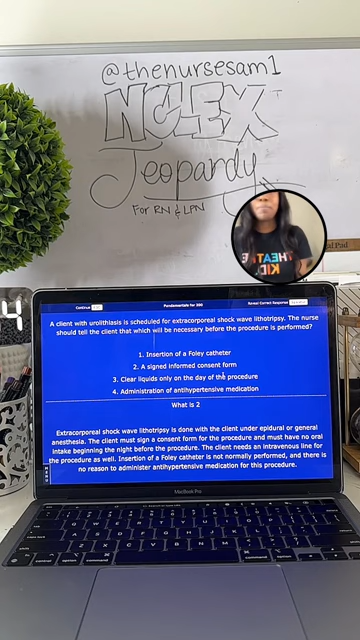 @thenursesam1
NCLEX
Jeopardy
For RN & LPN
THEATRE
KID
4
Continue
Fundamentals for 200
Reveal Correct Response
A client with urolithiasis is scheduled for extracorporeal shock wave lithotripsy. The nurse
should tell the client that which will be necessary before the procedure is performed?
1. Insertion of a Foley catheter
2. A signed informed consent form
3. Clear liquids only on the day of the procedure
4. Administration of antihypertensive medication
What is 2
Extracorporeal shock wave lithotripsy is done with the client under epidural or general
anesthesia. The client must sign a consent form for the procedure and must have no oral
intake beginning the night before the procedure. The client needs an intravenous line for
the procedure as well. Insertion of a Foley catheter is not normally performed, and there is
no reason to administer antihypertensive medication for this procedure.
MacBook Pro